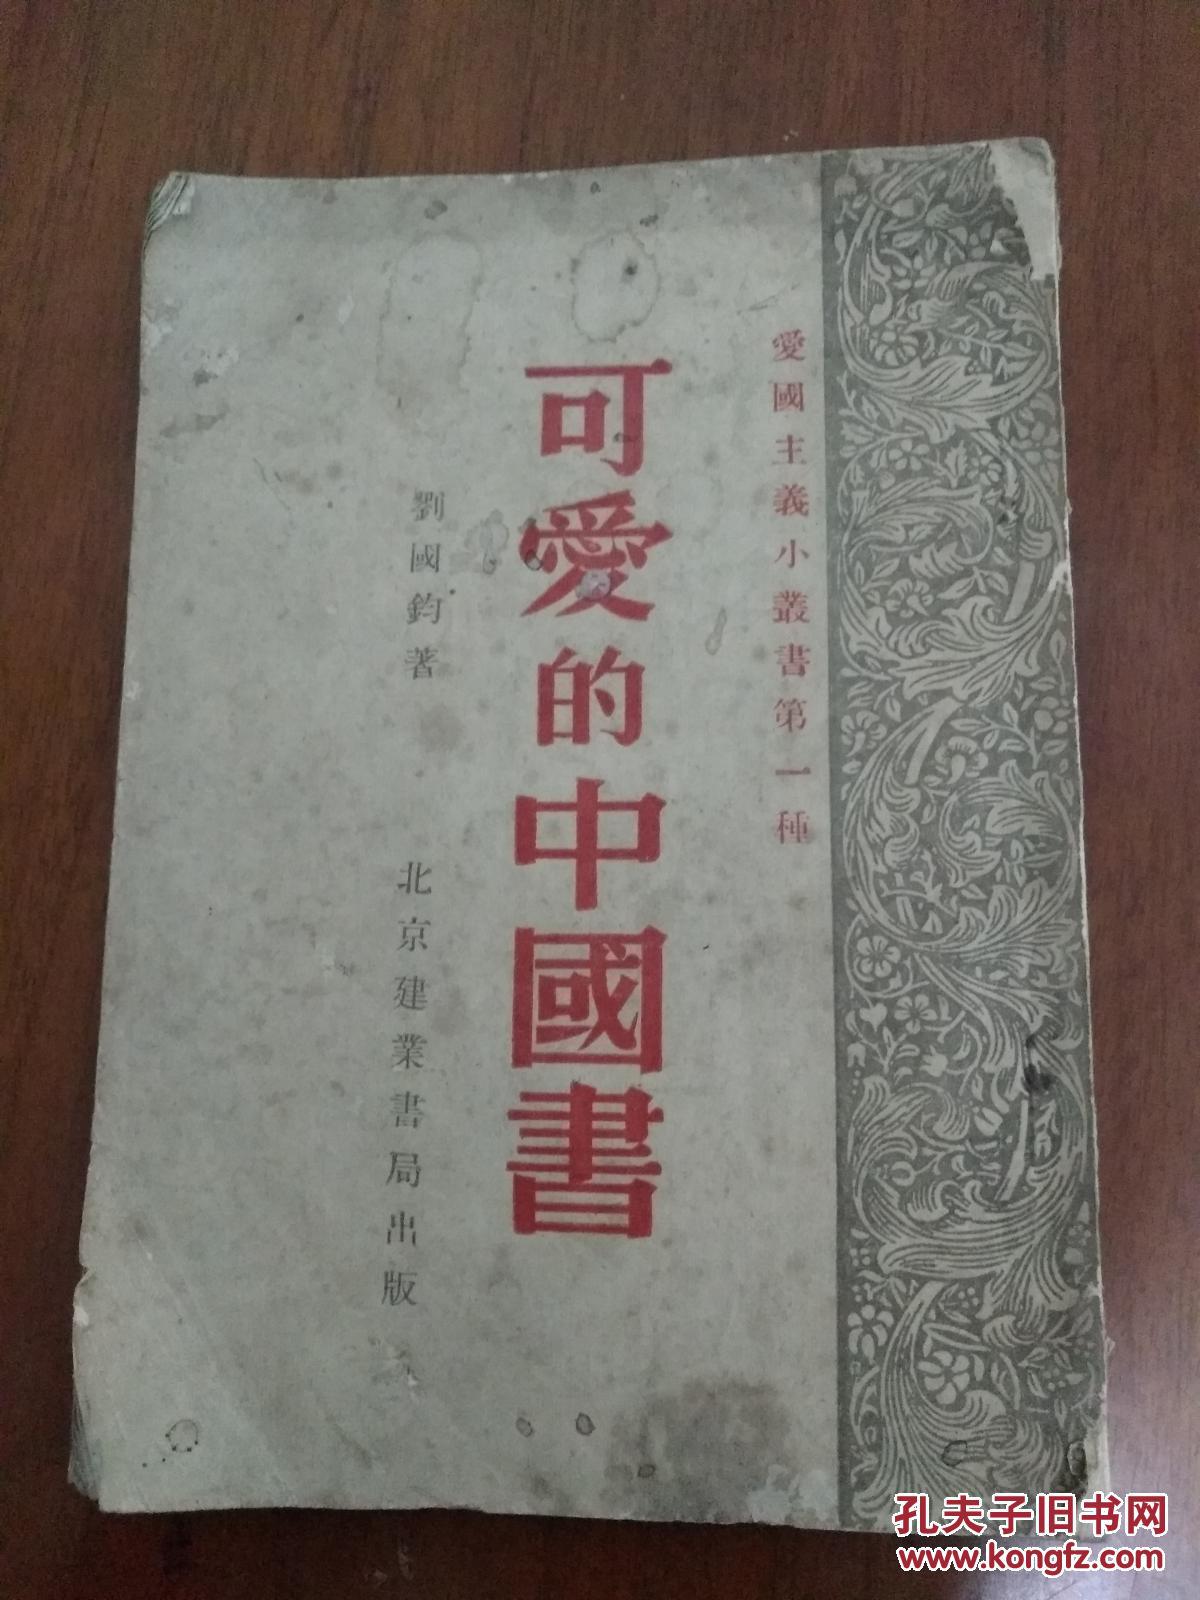 愛國主義小叢書第一種
可愛的中國書
劉國鈞著
北京建業書局出版
孔夫子旧书网
www.kongfz.com